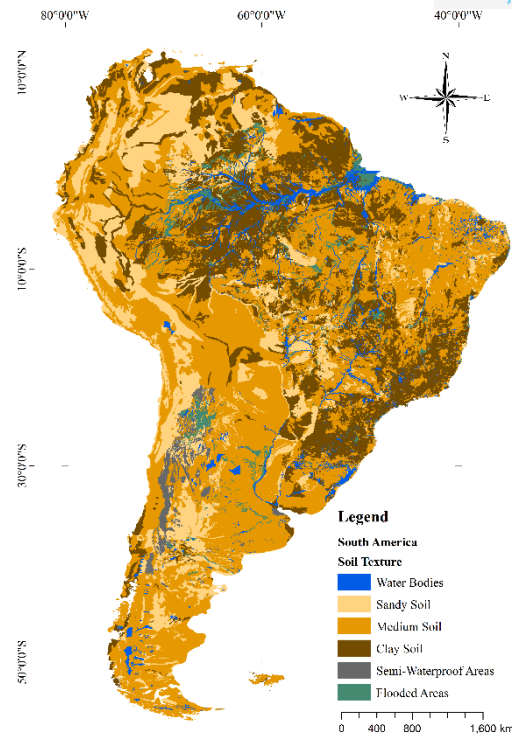 80°0'0"W 60°0'0"W 40°0'0"W
10°0'0"N
N
W E
S
10°0'0"S
30°0'0"S
50°0'0"S
Legend
South America
Soil Texture
Water Bodies
Sandy Soil
Medium Soil
Clay Soil
Semi-Waterproof Areas
Flooded Areas
0 400 800 1,600 km